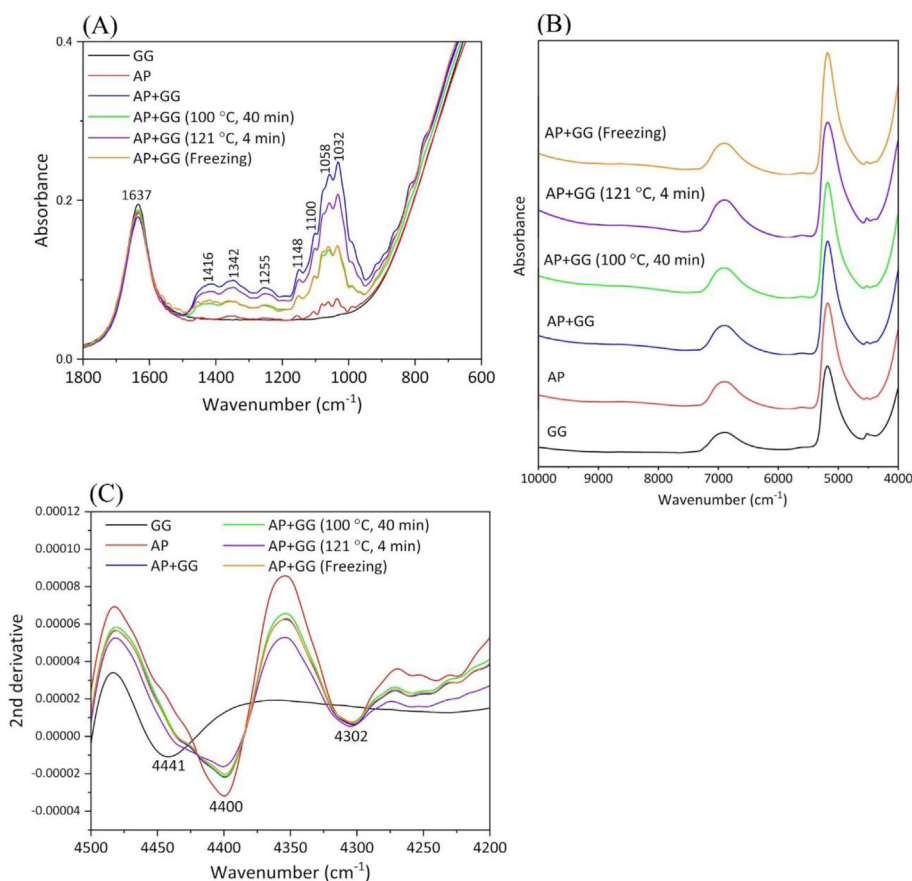 (A)
0.4
0.2
0.0
Absorbance
GG
AP
AP+GG
AP+GG (100 °C, 40 min)
AP+GG (121 °C, 4 min)
AP+GG (Freezing)
1637
1416
1342
1255
1148
1100
1058
1032
1800 1600 1400 1200 1000 800 600
Wavenumber (cm⁻¹)
(B)
Absorbance
AP+GG (Freezing)
AP+GG (121 °C, 4 min)
AP+GG (100 °C, 40 min)
AP+GG
AP
GG
10000 9000 8000 7000 6000 5000 4000
Wavenumber (cm⁻¹)
(C)
0.00012
0.00010
0.00008
0.00006
0.00004
0.00002
0.00000
-0.00002
-0.00004
2nd derivative
GG
AP
AP+GG
AP+GG (100 °C, 40 min)
AP+GG (121 °C, 4 min)
AP+GG (Freezing)
4441
4400
4302
4500 4450 4400 4350 4300 4250 4200
Wavenumber (cm⁻¹)